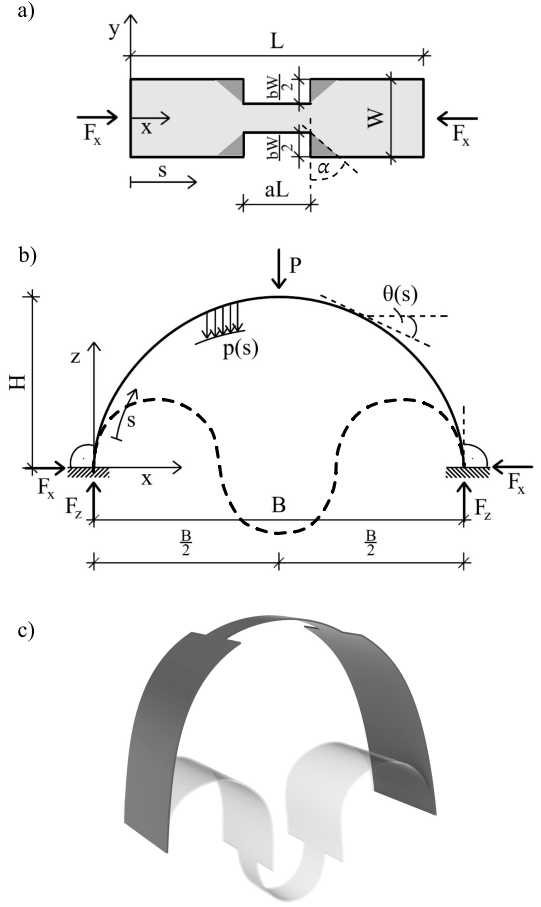 a)
y
L
bW/2
W
F_x
x
F_x
bW/2
α
s
aL
b)
P
θ(s)
p(s)
H
z
s
x
F_x
F_x
F_z
B
F_z
B/2
B/2
c)